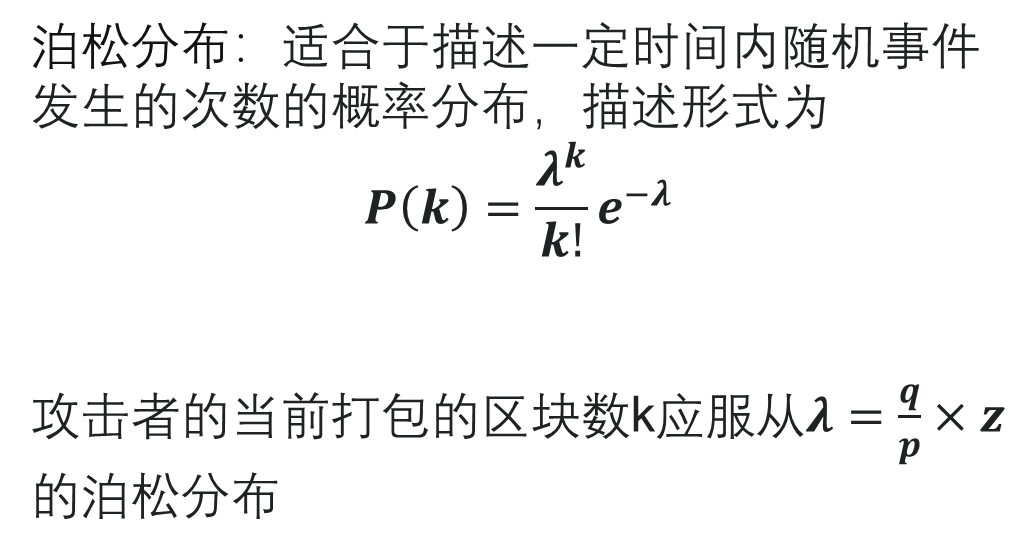 泊松分布：适合于描述一定时间内随机事件
发生的次数的概率分布，描述形式为
P(k) = \frac{λ^k}{k!} e^{-λ}
攻击者的当前打包的区块数k应服从λ = \frac{q}{p} × z
的泊松分布